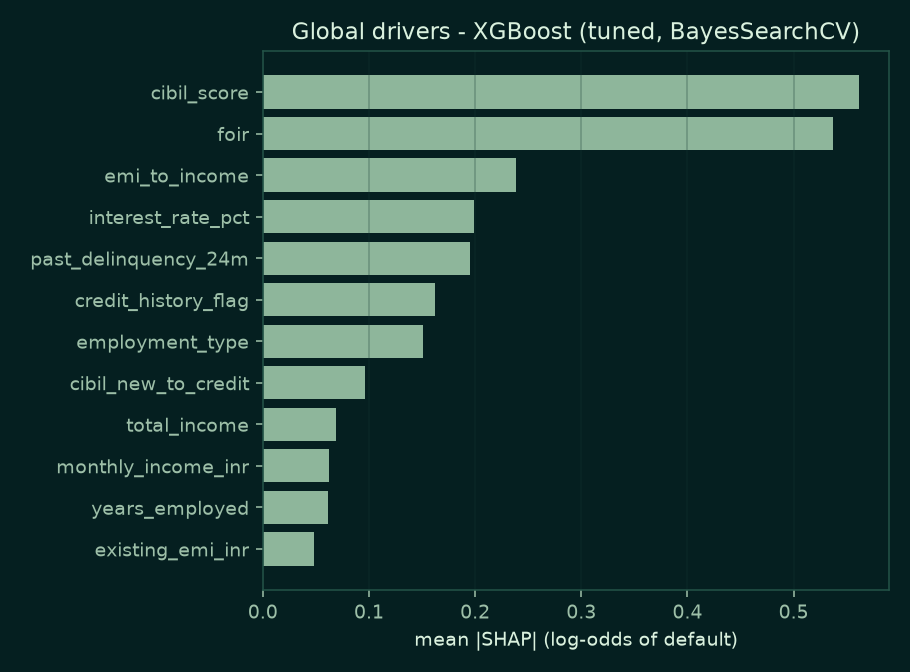 Global drivers - XGBoost (tuned, BayesSearchCV)
cibil_score
foir
emi_to_income
interest_rate_pct
past_delinquency_24m
credit_history_flag
employment_type
cibil_new_to_credit
total_income
monthly_income_inr
years_employed
existing_emi_inr
0.0 0.1 0.2 0.3 0.4 0.5
mean |SHAP| (log-odds of default)